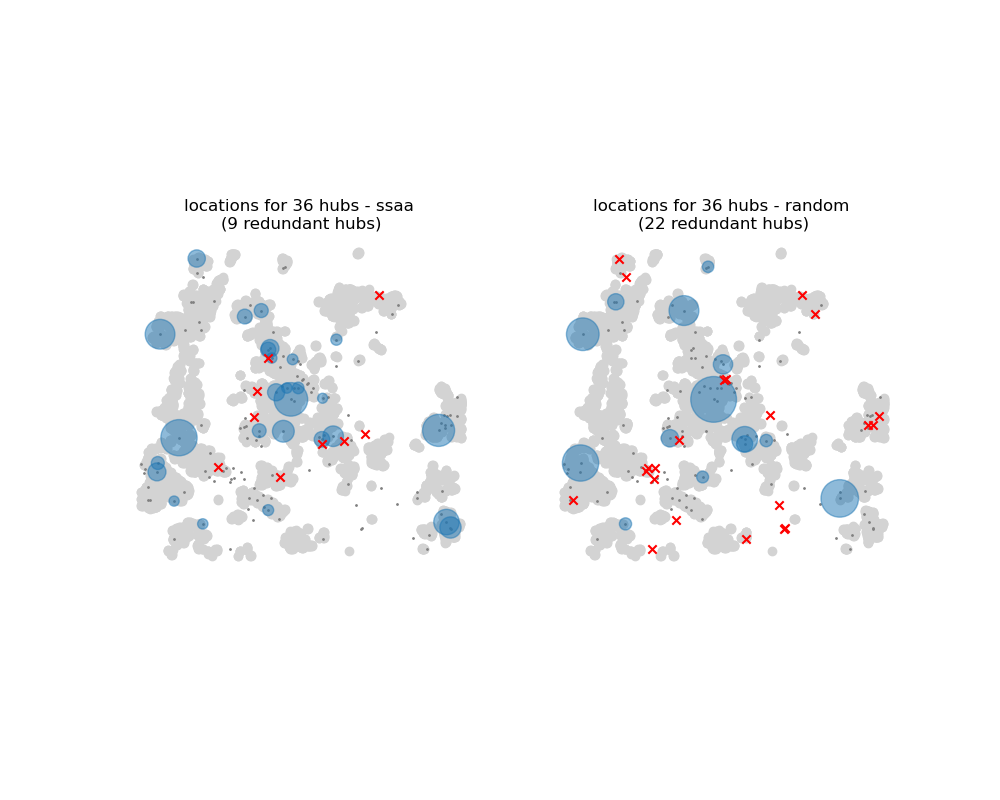 locations for 36 hubs - ssaa
(9 redundant hubs)
locations for 36 hubs - random
(22 redundant hubs)